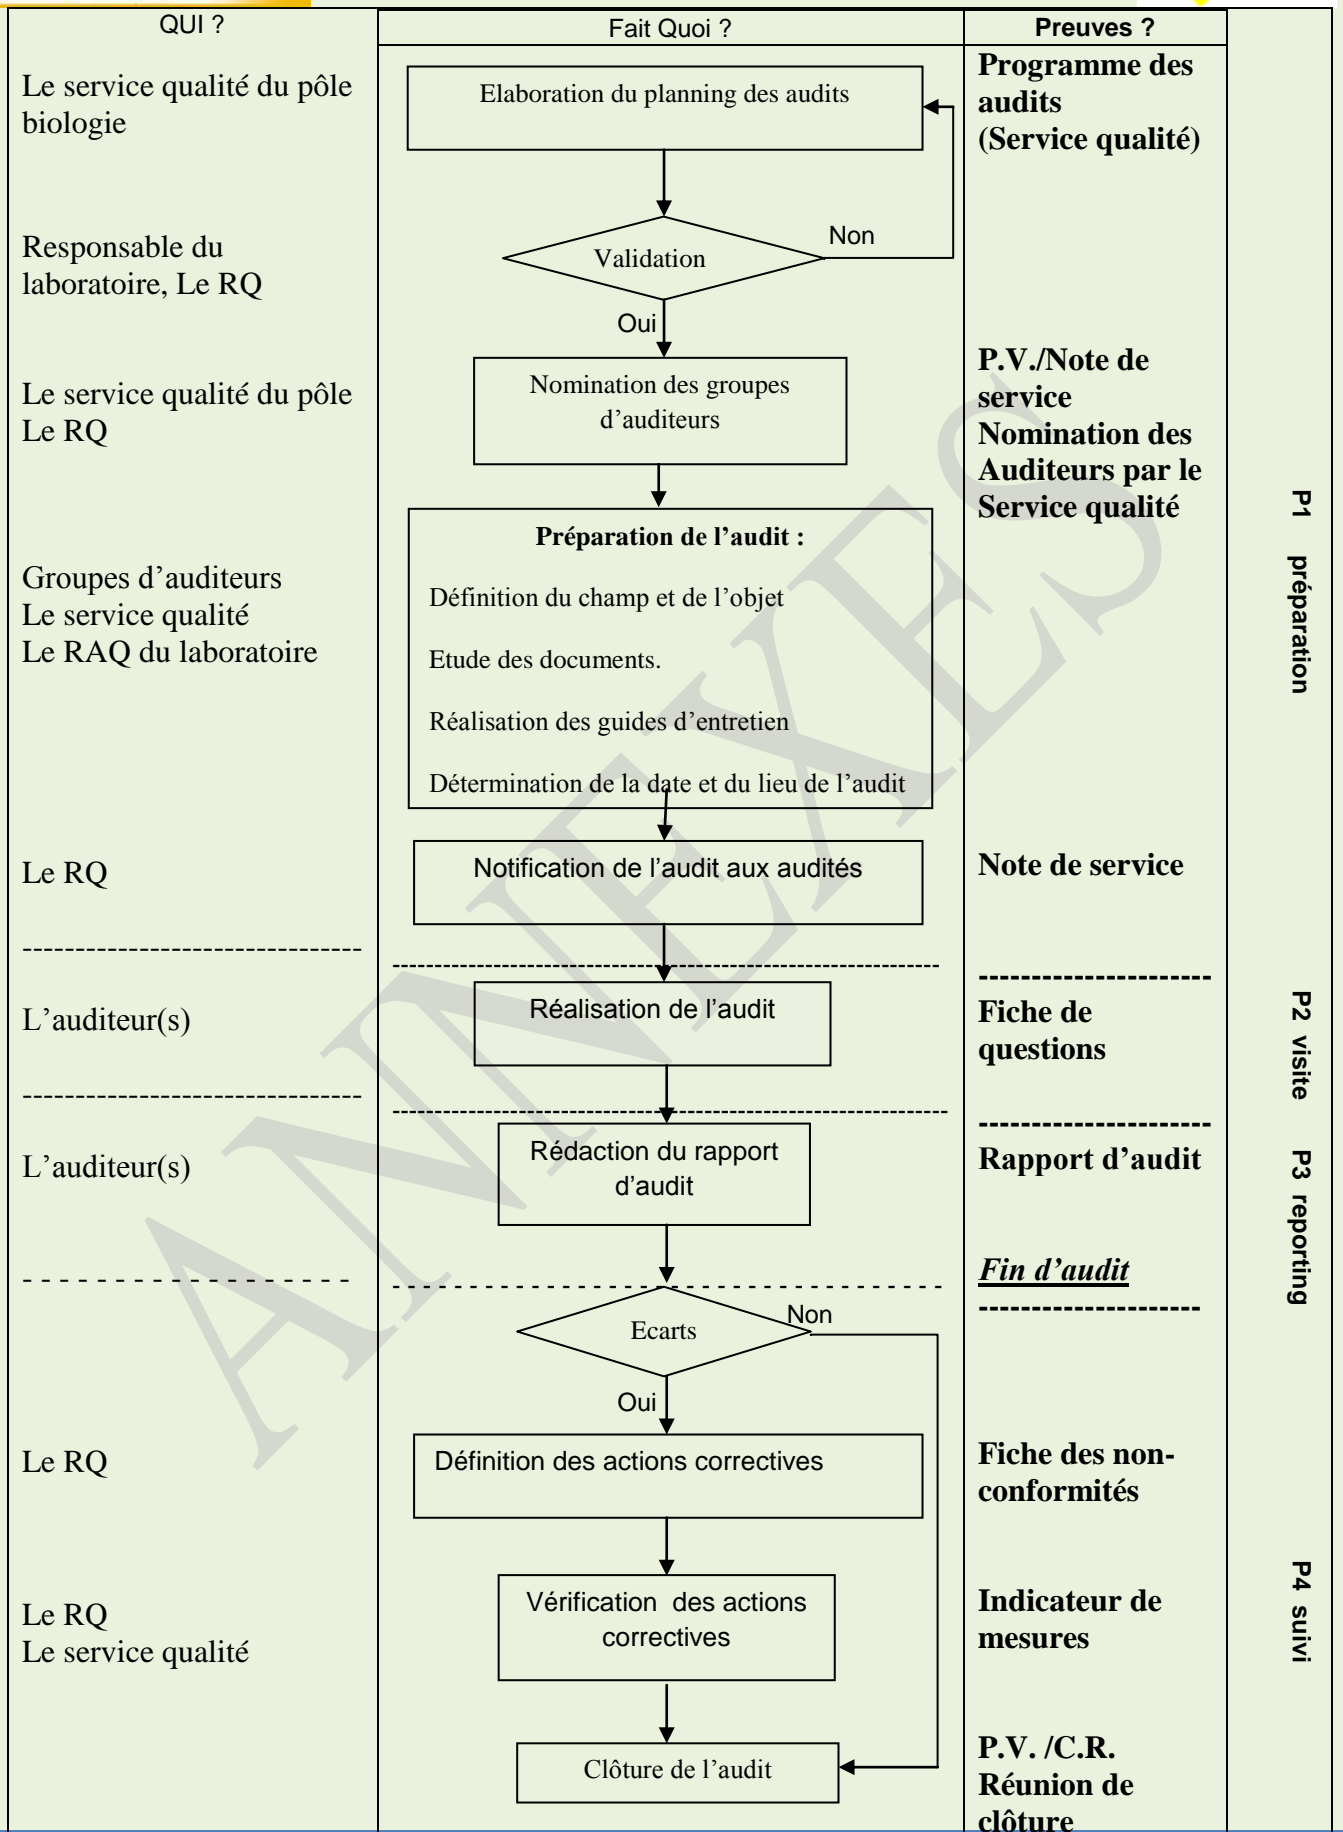 QUI ?
Fait Quoi ?
Preuves ?
Le service qualité du pôle
biologie
Elaboration du planning des audits
Programme des
audits
(Service qualité)
Responsable du
laboratoire, Le RQ
Validation
Non
Oui
Le service qualité du pôle
Le RQ
Nomination des groupes
d’auditeurs
P.V./Note de
service
Nomination des
Auditeurs par le
Service qualité
P1 préparation
Groupes d’auditeurs
Le service qualité
Le RAQ du laboratoire
Préparation de l’audit :
Définition du champ et de l’objet
Etude des documents.
Réalisation des guides d’entretien
Détermination de la date et du lieu de l’audit
Le RQ
Notification de l’audit aux audités
Note de service
L’auditeur(s)
Réalisation de l’audit
Fiche de
questions
P2 visite
L’auditeur(s)
Rédaction du rapport
d’audit
Rapport d’audit
Fin d’audit
P3 reporting
Ecarts
Non
Oui
Le RQ
Définition des actions correctives
Fiche des non-
conformités
Le RQ
Le service qualité
Vérification des actions
correctives
Indicateur de
mesures
P4 suivi
Clôture de l’audit
P.V. /C.R.
Réunion de
clôture
ANNEXES